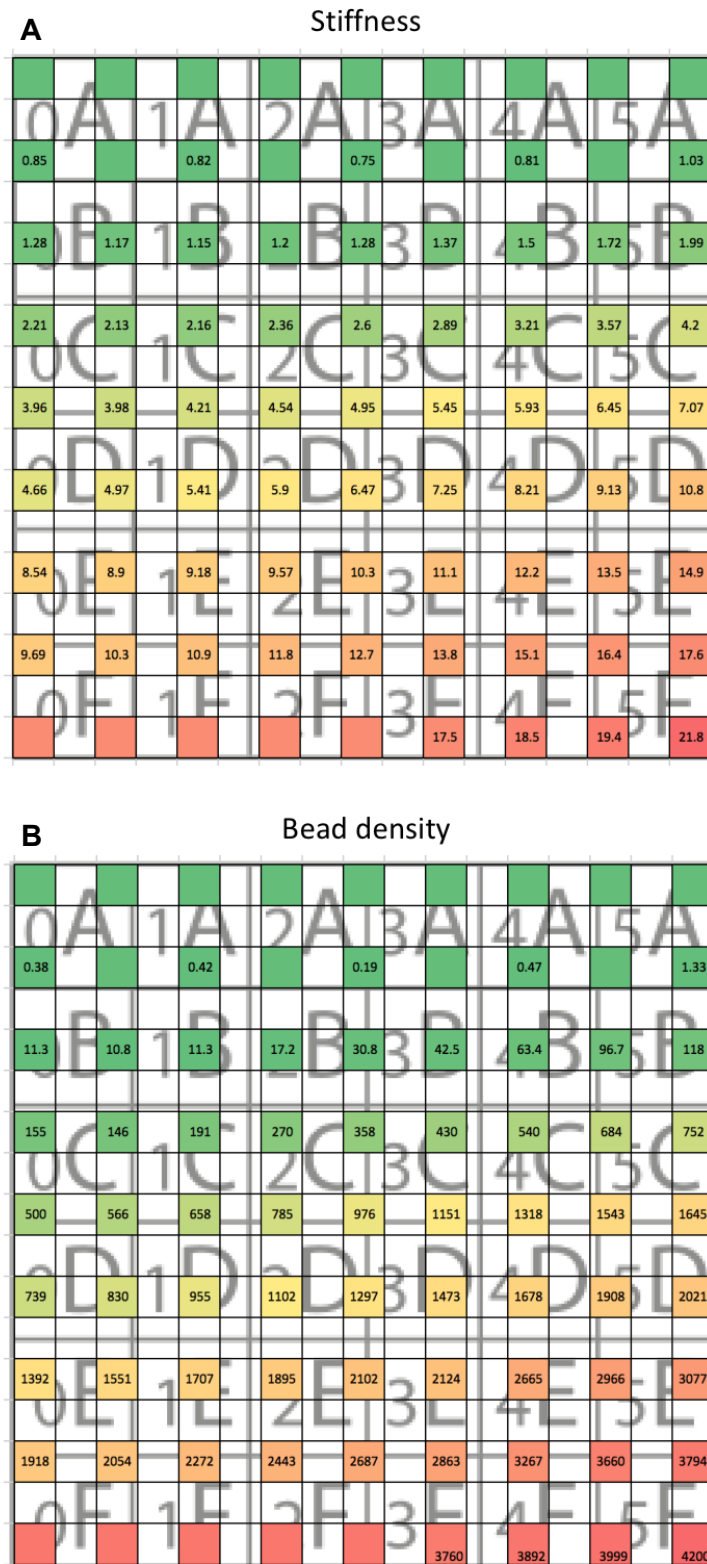 A
Stiffness
0A 1A 2A 3A 4A 5A
0.85 0.82 0.75 0.81 1.03
0B 1B 2B 3B 4B 5B
1.28 1.17 1.15 1.2 1.28 1.37 1.5 1.72 1.99
2.21 2.13 2.16 2.36 2.6 2.89 3.21 3.57 4.2
0C 1C 2C 3C 4C 5C
3.96 3.98 4.21 4.54 4.95 5.45 5.93 6.45 7.07
0D 1D 2D 3D 4D 5D
4.66 4.97 5.41 5.9 6.47 7.25 8.21 9.13 10.8
8.54 8.9 9.18 9.57 10.3 11.1 12.2 13.5 14.9
0E 1E 2E 3E 4E 5E
9.69 10.3 10.9 11.8 12.7 13.8 15.1 16.4 17.6
0F 1F 2F 3F 4F 5F
17.5 18.5 19.4 21.8
B
Bead density
0A 1A 2A 3A 4A 5A
0.38 0.42 0.19 0.47 1.33
0B 1B 2B 3B 4B 5B
11.3 10.8 11.3 17.2 30.8 42.5 63.4 96.7 118
155 146 191 270 358 430 540 684 752
0C 1C 2C 3C 4C 5C
500 566 658 785 976 1151 1318 1543 1645
0D 1D 2D 3D 4D 5D
739 830 955 1102 1297 1473 1678 1908 2021
1392 1551 1707 1895 2102 2124 2665 2966 3077
0E 1E 2E 3E 4E 5E
1918 2054 2272 2443 2687 2863 3267 3660 3794
0F 1F 2F 3F 4F 5F
3760 3892 3999 4200